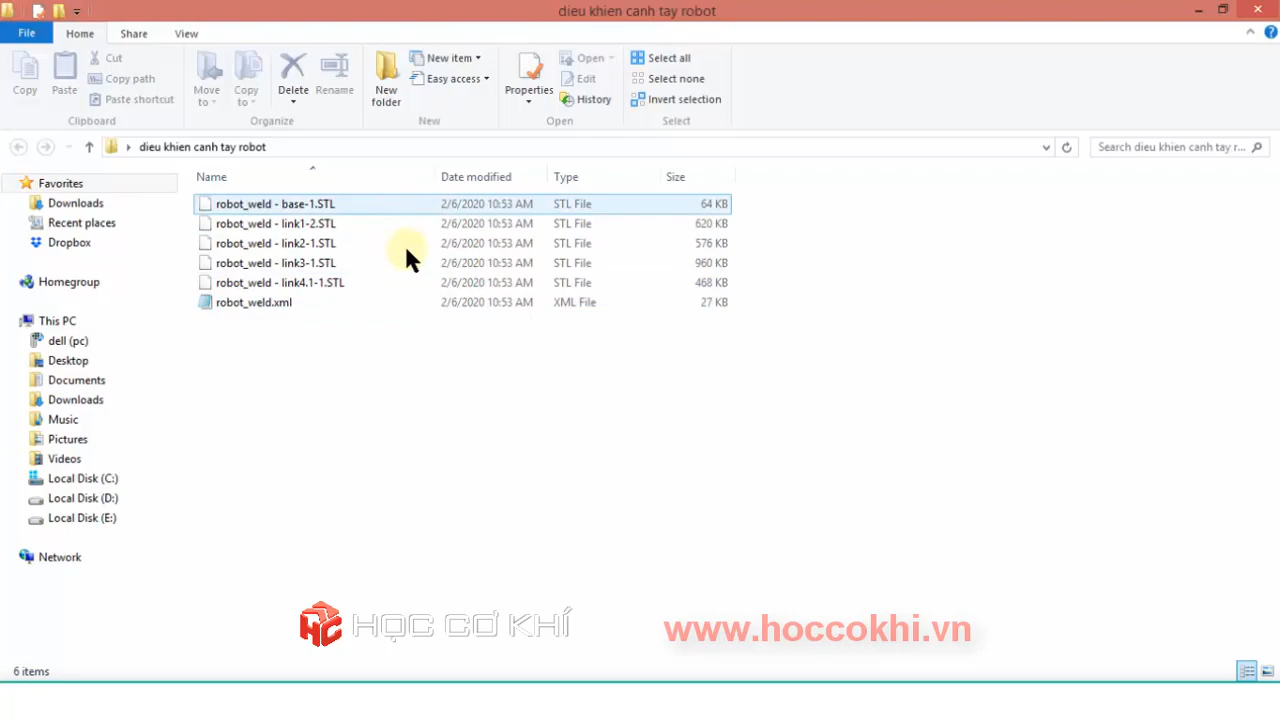 dieu khien canh tay robot
File Home Share View
Copy
Paste
Cut
Copy path
Paste shortcut
Clipboard
Move to
Copy to
Delete
Rename
Organize
New folder
New item
Easy access
New
Properties
Open
Edit
History
Open
Select all
Select none
Invert selection
Select
dieu khien canh tay robot
Search dieu khien canh tay r...
Favorites
Downloads
Recent places
Dropbox
Homegroup
This PC
dell (pc)
Desktop
Documents
Downloads
Music
Pictures
Videos
Local Disk (C:)
Local Disk (D:)
Local Disk (E:)
Network
Name Date modified Type Size
robot_weld - base-1.STL 2/6/2020 10:53 AM STL File 64 KB
robot_weld - link1-2.STL 2/6/2020 10:53 AM STL File 620 KB
robot_weld - link2-1.STL 2/6/2020 10:53 AM STL File 576 KB
robot_weld - link3-1.STL 2/6/2020 10:53 AM STL File 960 KB
robot_weld - link4.1-1.STL 2/6/2020 10:53 AM STL File 468 KB
robot_weld.xml 2/6/2020 10:53 AM XML File 27 KB
HỌC CƠ KHÍ
www.hoccokhi.vn
6 items